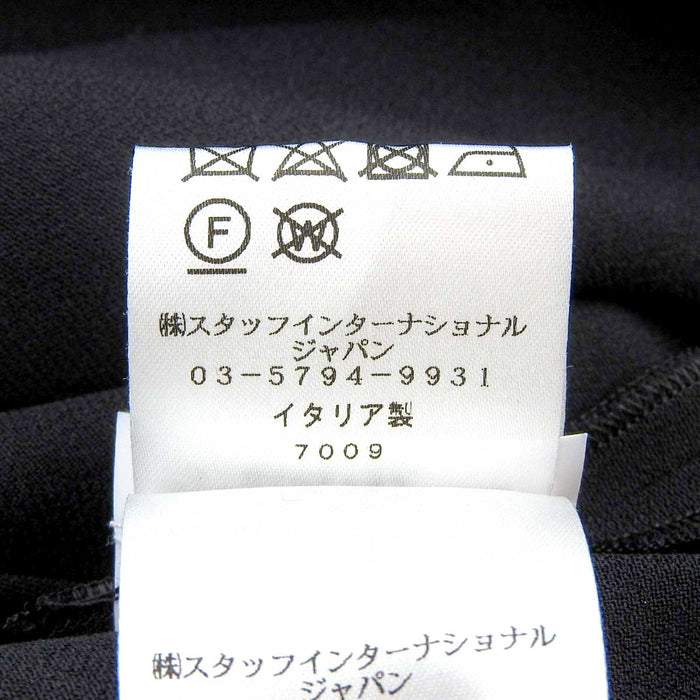 F W
㈱スタッフインターナショナル
ジャパン
03-5794-9931
イタリア製
7009
㈱スタッフインターナショナル
ジャパン